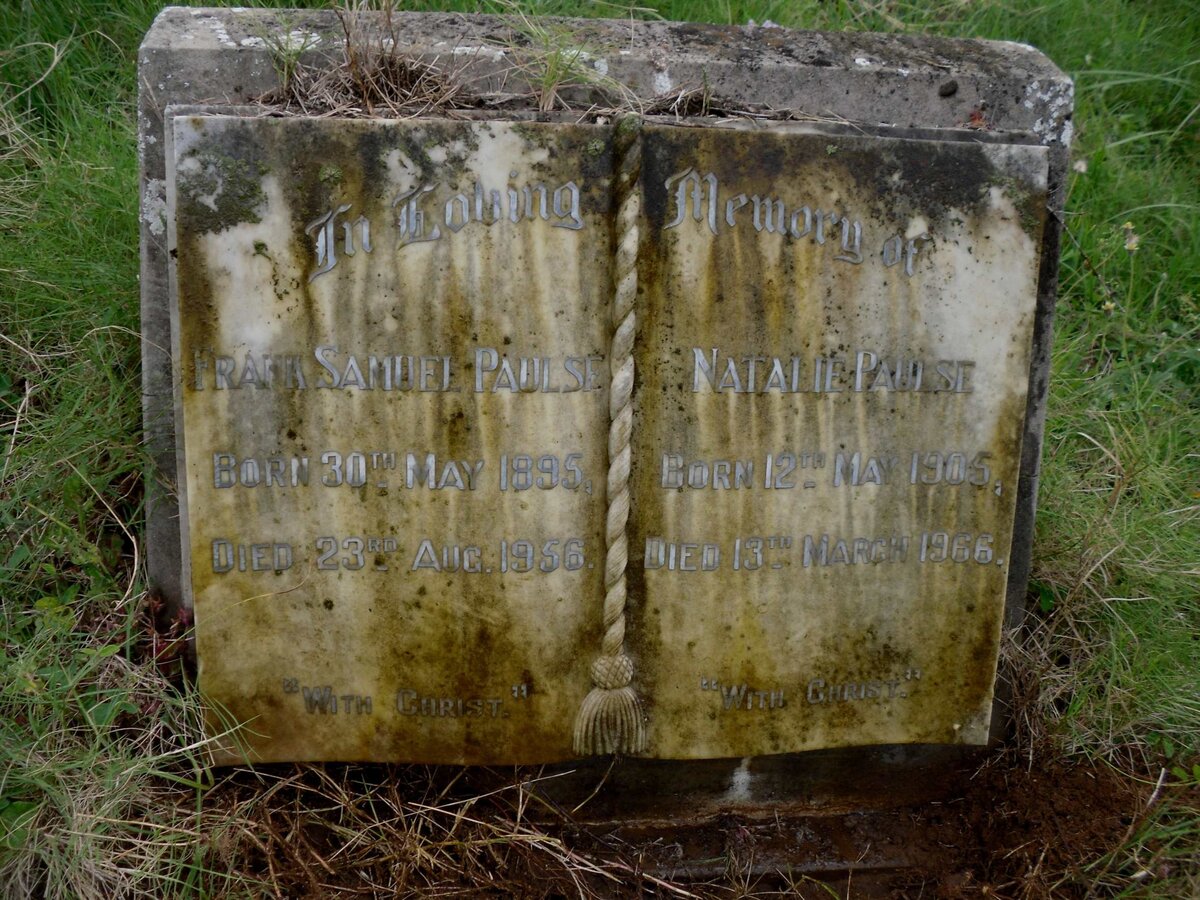 In Loving Memory of
FRANK SAMUEL PAULSE
BORN 30TH MAY 1895,
DIED 23RD AUG. 1956.
"WITH CHRIST."
NATALIE PAULSE
BORN 12TH MAY 1905,
DIED 13TH MARCH 1966.
"WITH CHRIST."